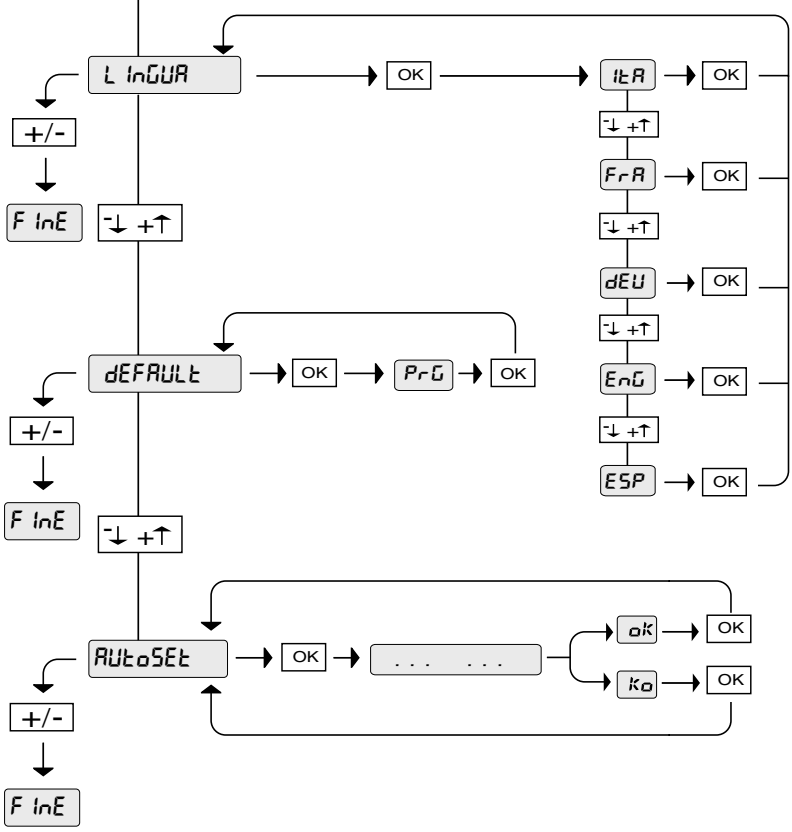 LInGUA
OK
ItA
OK
+/-
-↓ +↑
FrA
OK
FInE
-↓ +↑
-↓ +↑
dEU
OK
-↓ +↑
dEFAULt
OK
PrG
OK
EnG
OK
+/-
-↓ +↑
ESP
OK
FInE
-↓ +↑
AUtoSEt
OK
... ...
oK
OK
Ko
OK
+/-
FInE